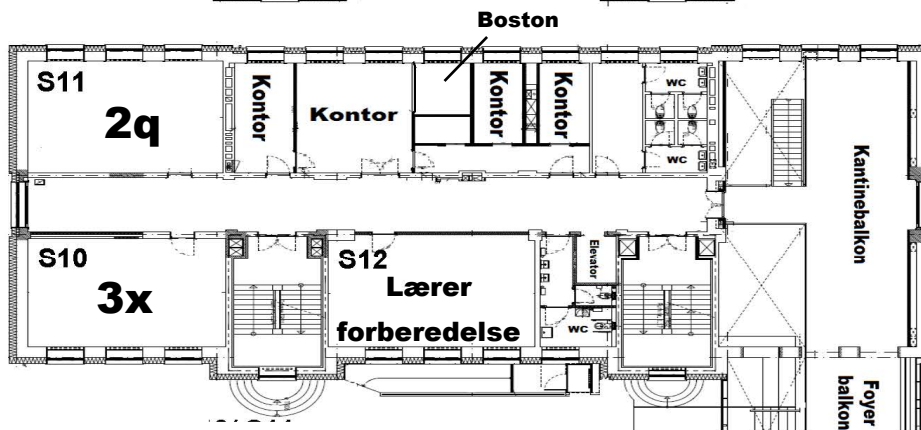 Boston
S11
2q
Kontor
Kontor
Kontor
Kontor
WC
WC
Kantinebalkon
S10
3x
S12
Lærer
forberedelse
Elevator
WC
Foyer
balkon